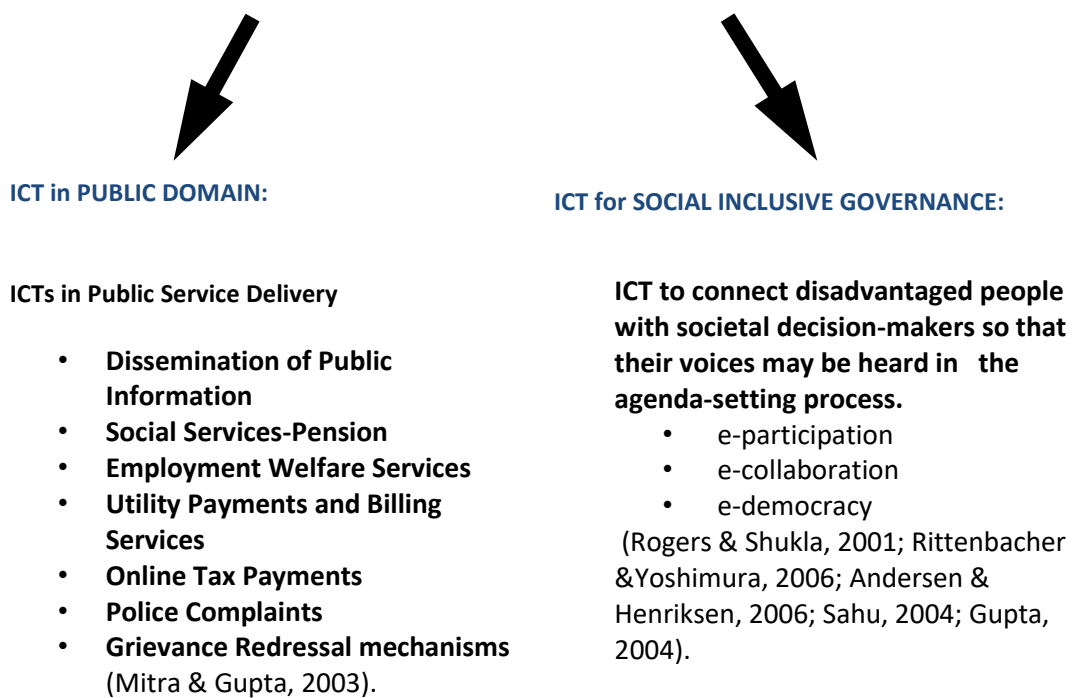 ICT in PUBLIC DOMAIN:
ICTs in Public Service Delivery
• Dissemination of Public
Information
• Social Services-Pension
• Employment Welfare Services
• Utility Payments and Billing
Services
• Online Tax Payments
• Police Complaints
• Grievance Redressal mechanisms
(Mitra & Gupta, 2003).
ICT for SOCIAL INCLUSIVE GOVERNANCE:
ICT to connect disadvantaged people
with societal decision-makers so that
their voices may be heard in the
agenda-setting process.
• e-participation
• e-collaboration
• e-democracy
(Rogers & Shukla, 2001; Rittenbacher
&Yoshimura, 2006; Andersen &
Henriksen, 2006; Sahu, 2004; Gupta,
2004).